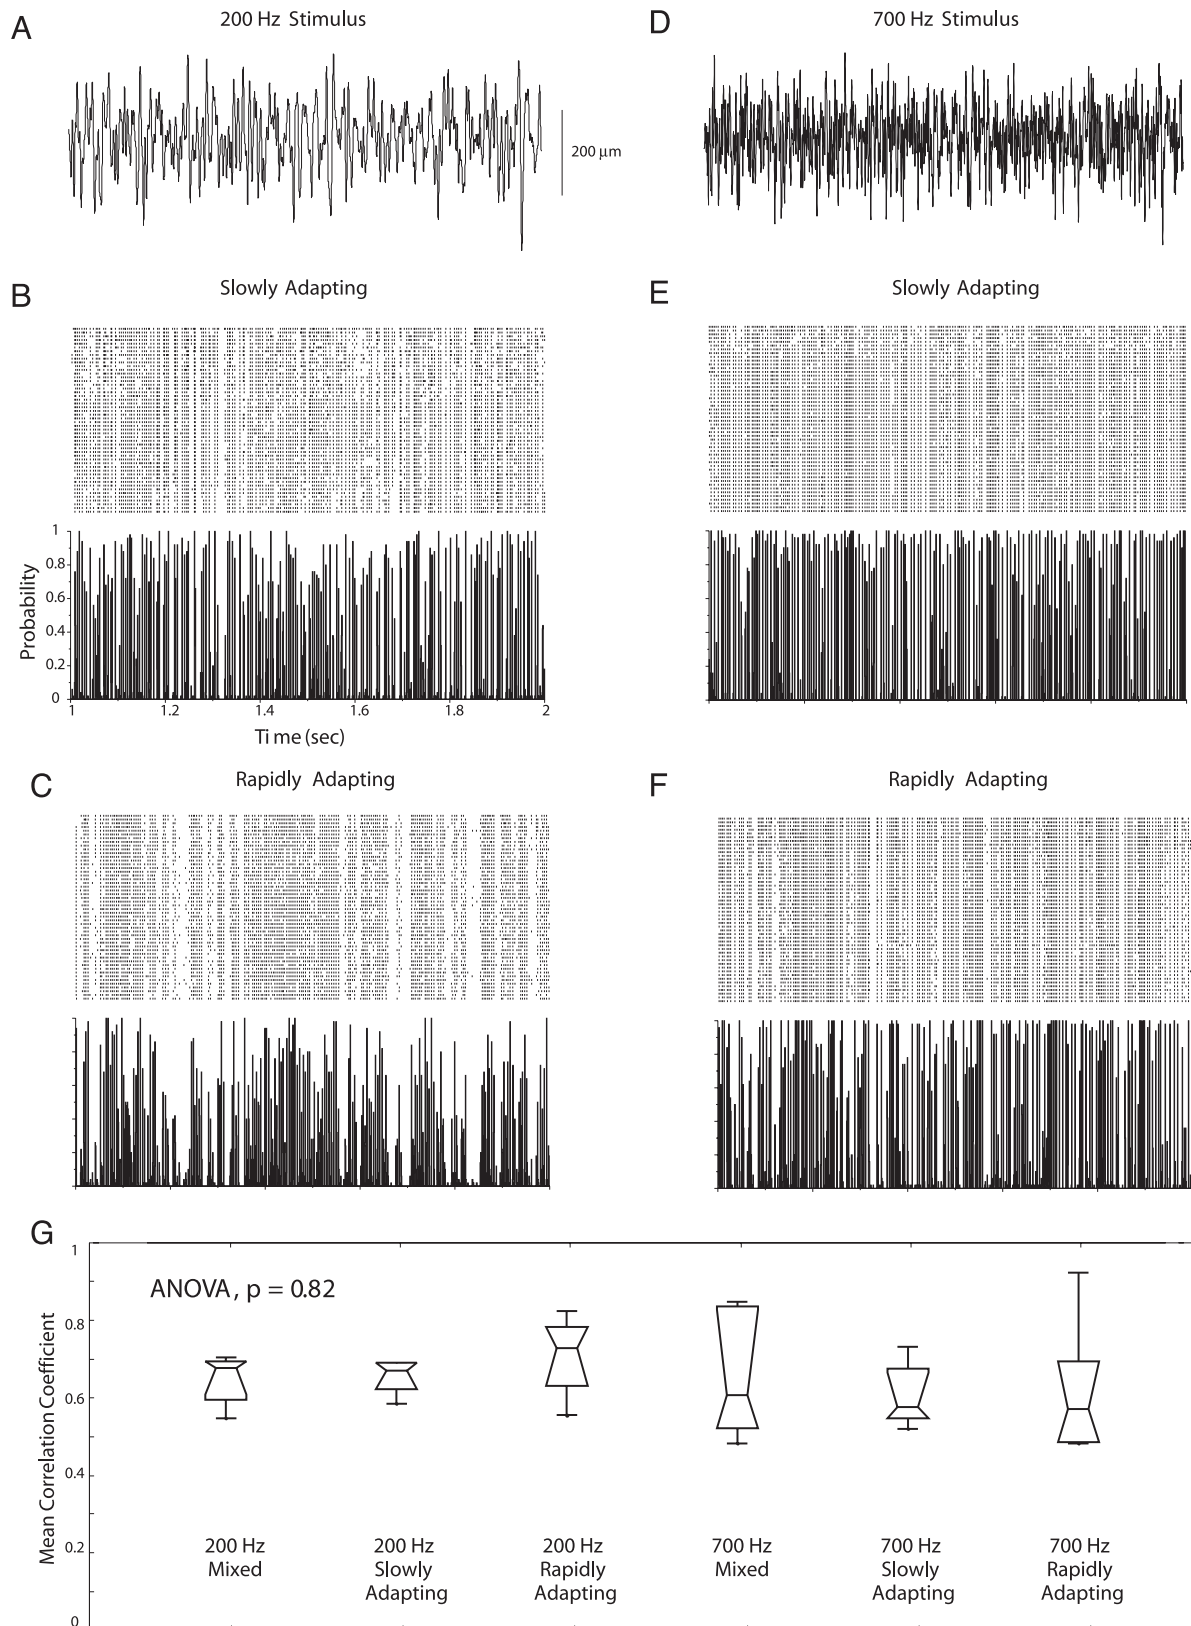 A
200 Hz Stimulus
200 µm
D
700 Hz Stimulus
B
Slowly Adapting
1
0.8
0.6
0.4
0.2
0
Probability
1 1.2 1.4 1.6 1.8 2
Ti me (sec)
E
Slowly Adapting
C
Rapidly Adapting
F
Rapidly Adapting
G
ANOVA, p = 0.82
Mean Correlation Coefficient
1
0.8
0.6
0.4
0.2
0
200 Hz
Mixed
200 Hz
Slowly
Adapting
200 Hz
Rapidly
Adapting
700 Hz
Mixed
700 Hz
Slowly
Adapting
700 Hz
Rapidly
Adapting